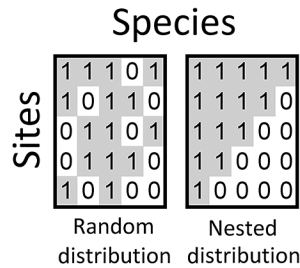 Species
Sites
1 1 1 0 1
1 0 1 1 0
0 1 1 0 1
0 1 1 1 0
1 0 1 0 0
1 1 1 1 1
1 1 1 1 0
1 1 1 0 0
1 1 0 0 0
1 0 0 0 0
Random
distribution
Nested
distribution